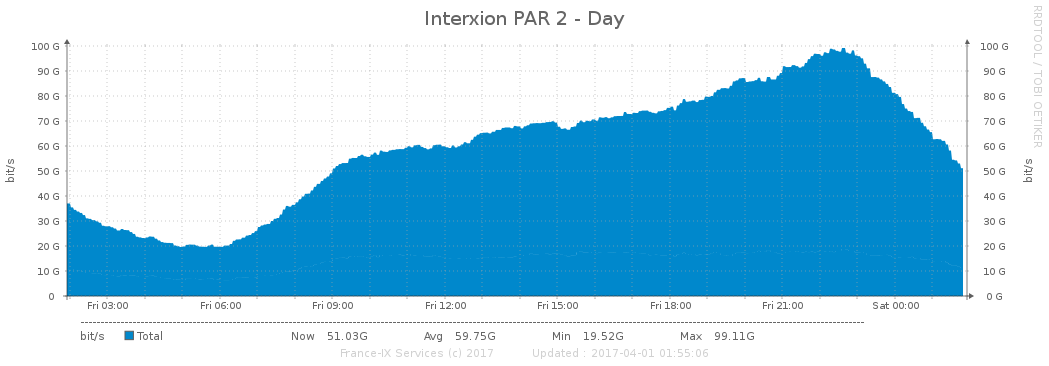 Interxion PAR 2 - Day
RRDTOOL / TOBI OETIKER
bit/s
100 G
90 G
80 G
70 G
60 G
50 G
40 G
30 G
20 G
10 G
0
100 G
90 G
80 G
70 G
60 G
50 G
40 G
30 G
20 G
10 G
0 G
bit/s
Fri 03:00 Fri 06:00 Fri 09:00 Fri 12:00 Fri 15:00 Fri 18:00 Fri 21:00 Sat 00:00
bit/s Total Now 51.03G Avg 59.75G Min 19.52G Max 99.11G
France-IX Services (c) 2017 Updated : 2017-04-01 01:55:06